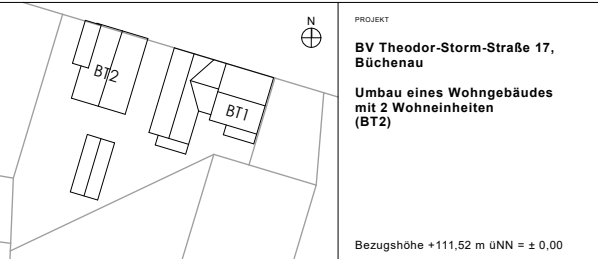 N
BT2
BT1
PROJEKT
BV Theodor-Storm-Straße 17,
Büchenau
Umbau eines Wohngebäudes
mit 2 Wohneinheiten
(BT2)
Bezugshöhe +111,52 m üNN = ± 0,00